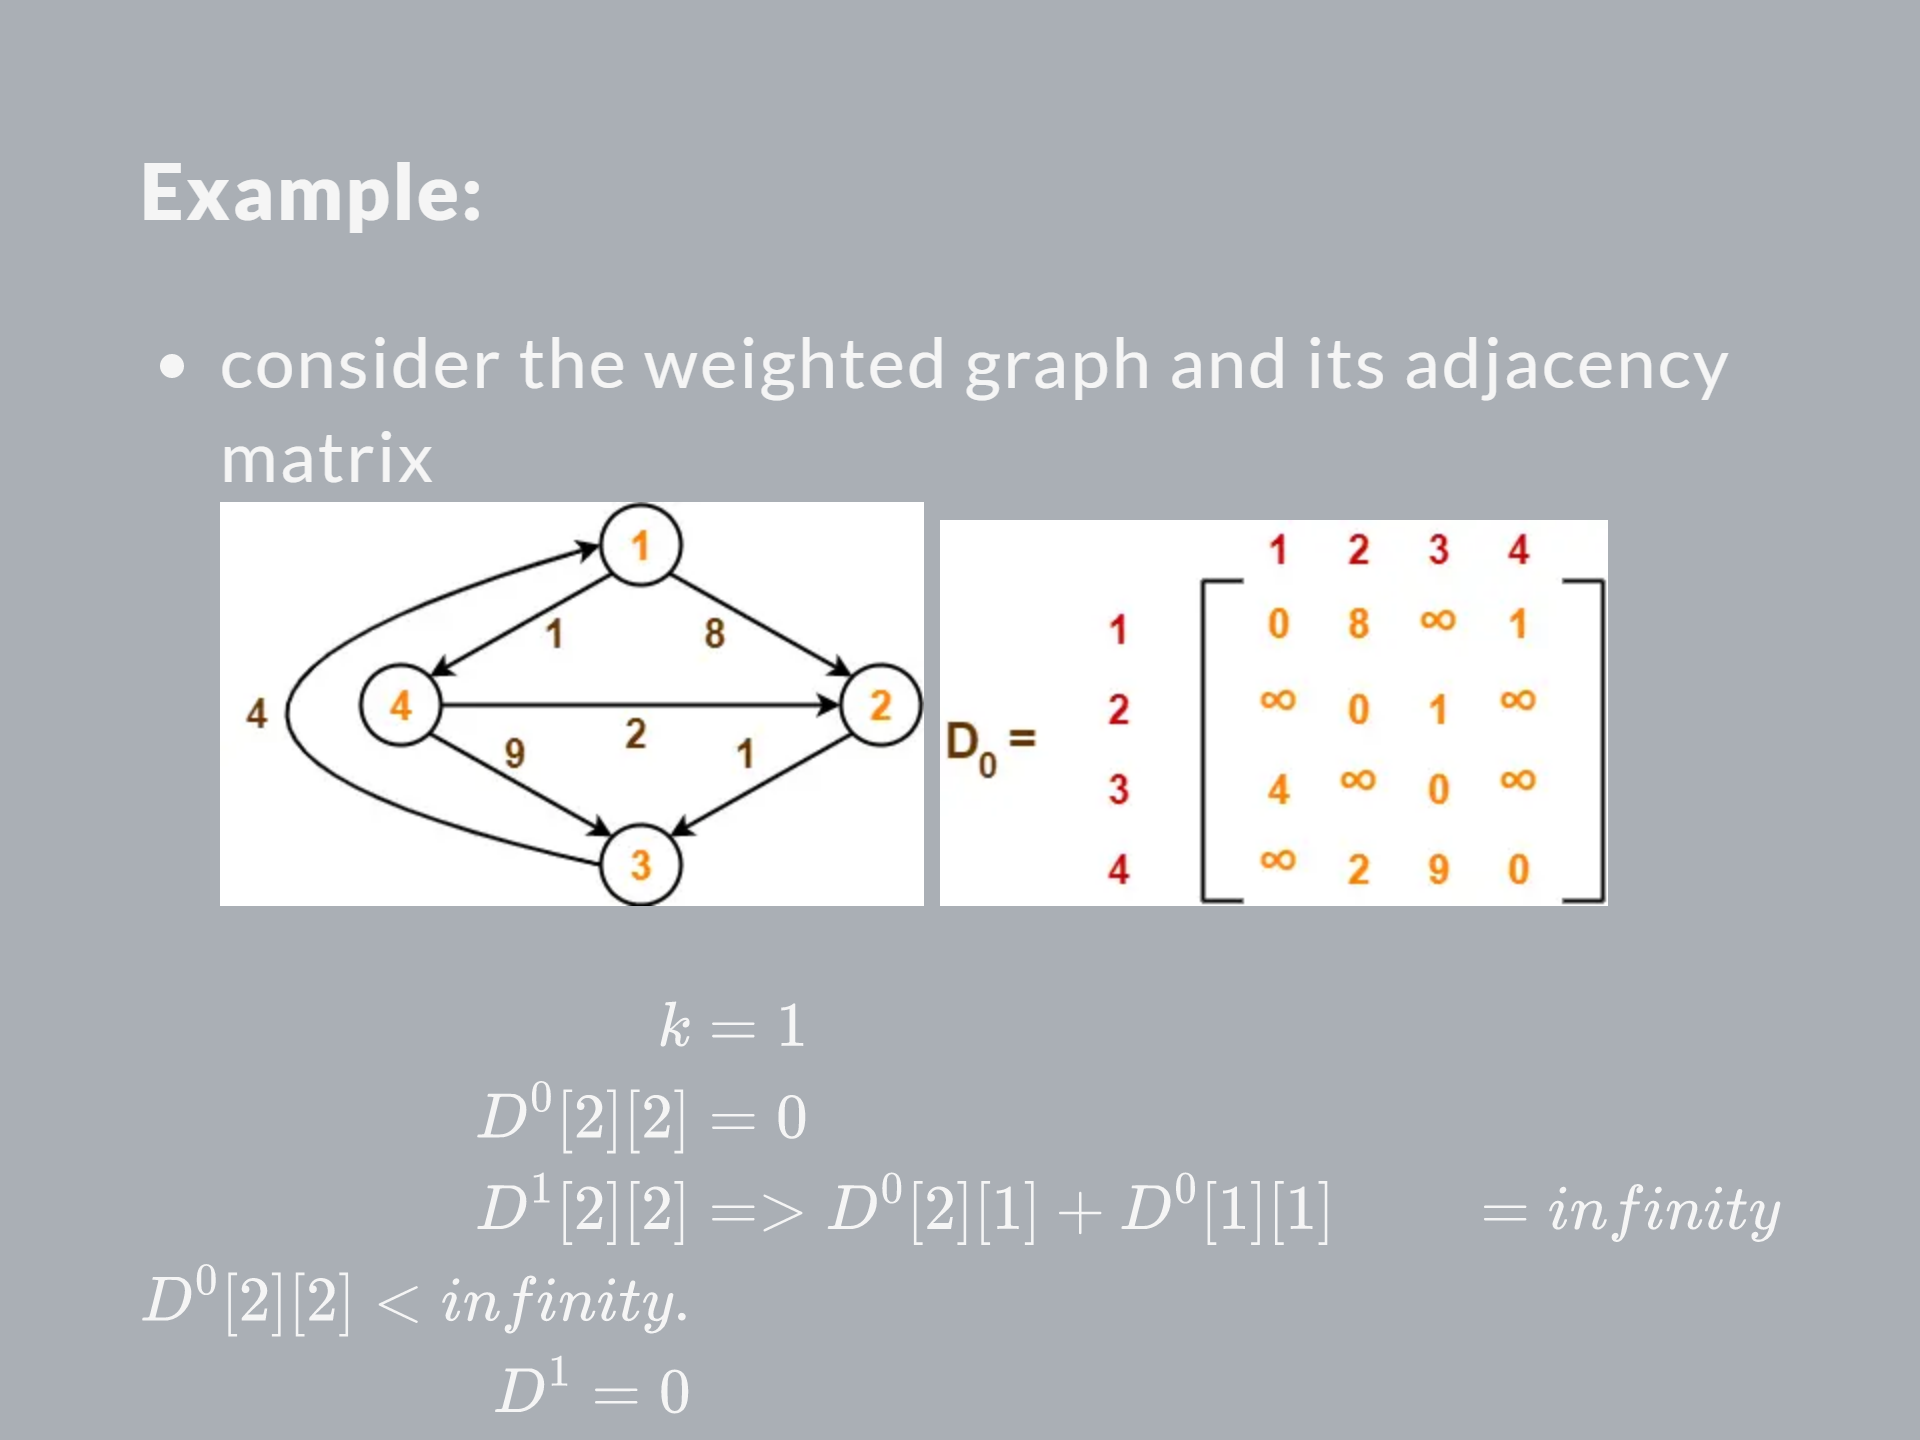 Example:
• consider the weighted graph and its adjacency
matrix
1
1 8
4 4 2
2
9 1
3
1 2 3 4
1 0 8 ∞ 1
2 ∞ 0 1 ∞
D₀ =
3 4 ∞ 0 ∞
4 ∞ 2 9 0
k = 1
D⁰[2][2] = 0
D¹[2][2] => D⁰[2][1] + D⁰[1][1] = infinity
D⁰[2][2] < infinity.
D¹ = 0